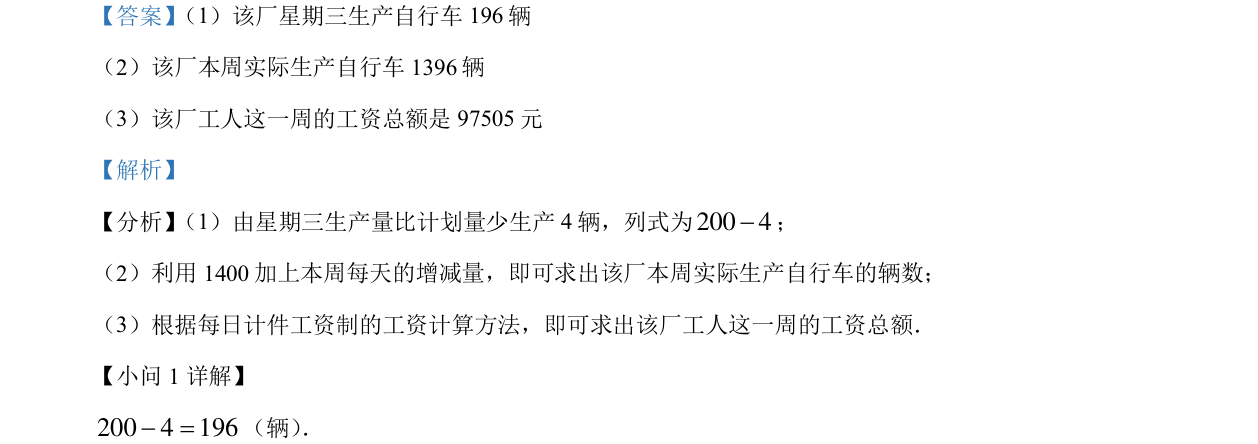 【答案】（1）该厂星期三生产自行车 196 辆
（2）该厂本周实际生产自行车 1396 辆
（3）该厂工人这一周的工资总额是 97505 元
【解析】
【分析】（1）由星期三生产量比计划量少生产 4 辆，列式为 200－4；
（2）利用 1400 加上本周每天的增减量，即可求出该厂本周实际生产自行车的辆数；
（3）根据每日计件工资制的工资计算方法，即可求出该厂工人这一周的工资总额．
【小问 1 详解】
200－4＝196（辆）．